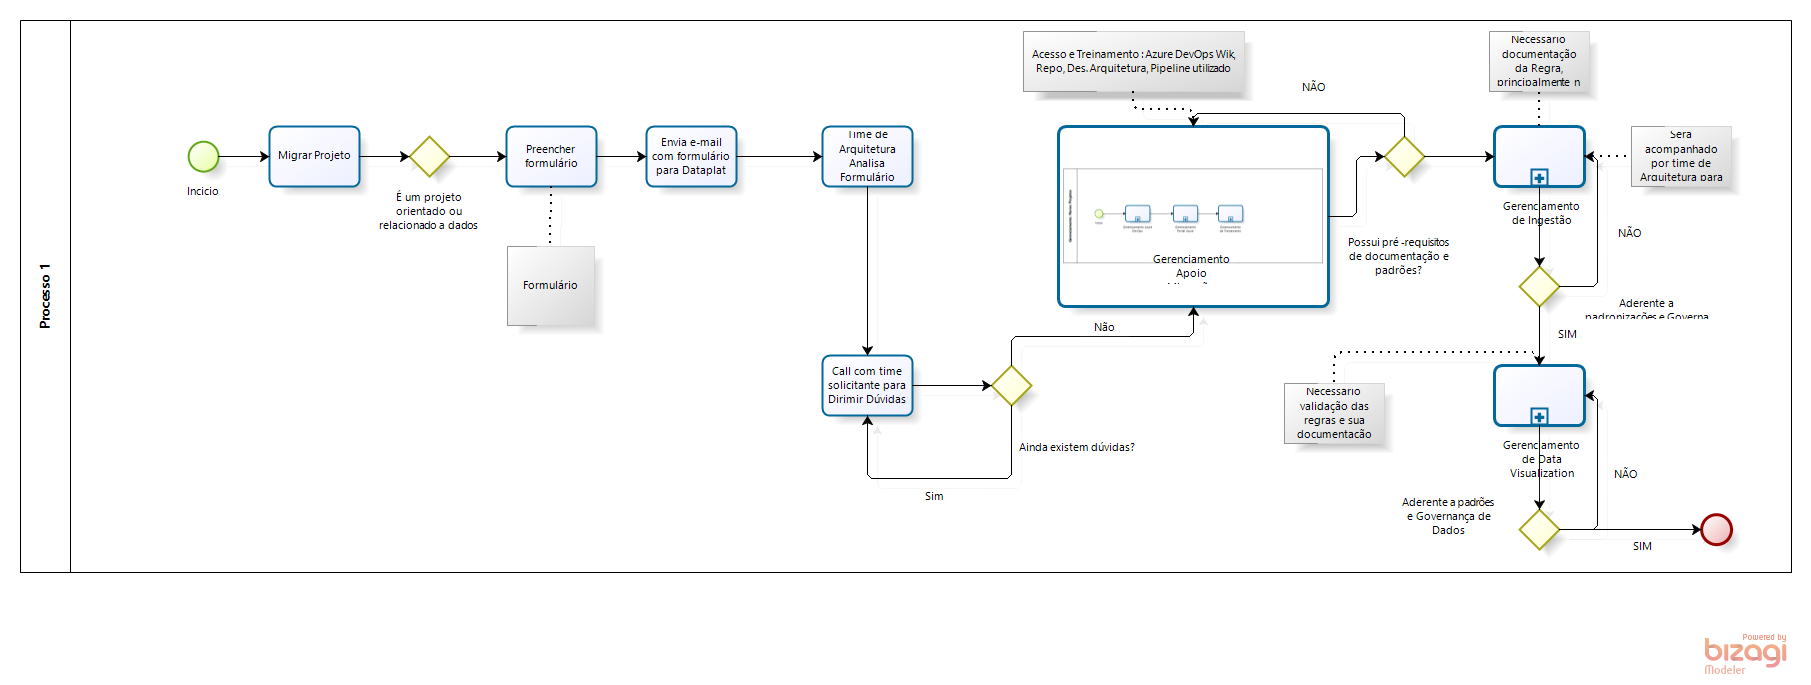 Processo 1
Incicio
Migrar Projeto
É um projeto
orientado ou
relacionado a dados
Preencher
formulário
Formulário
Envia e-mail
com formulário
para Dataplat
Time de
Arquitetura
Analisa
Formulário
Call com time
solicitante para
Dirimir Dúvidas
Ainda existem dúvidas?
Sim
Não
Acesso e Treinamento : Azure DevOps Wik,
Repo, Des. Arquitetura, Pipeline utilizado
Gerenciamento
Apoio
NÃO
Possui pré -requisitos
de documentação e
padrões?
Necessario
documentação
da Regra,
principalmente n
Sera
acompanhado
por time de
Arquitetura para
Gerenciamento
de Ingestão
NÃO
Aderente a
padronizações e Governa
SIM
Necessario
validação das
regras e sua
documentacão
Gerenciamento
de Data
Visualization
NÃO
Aderente a padrões
e Governança de
Dados
SIM
Powered by
bizagi
Modeler